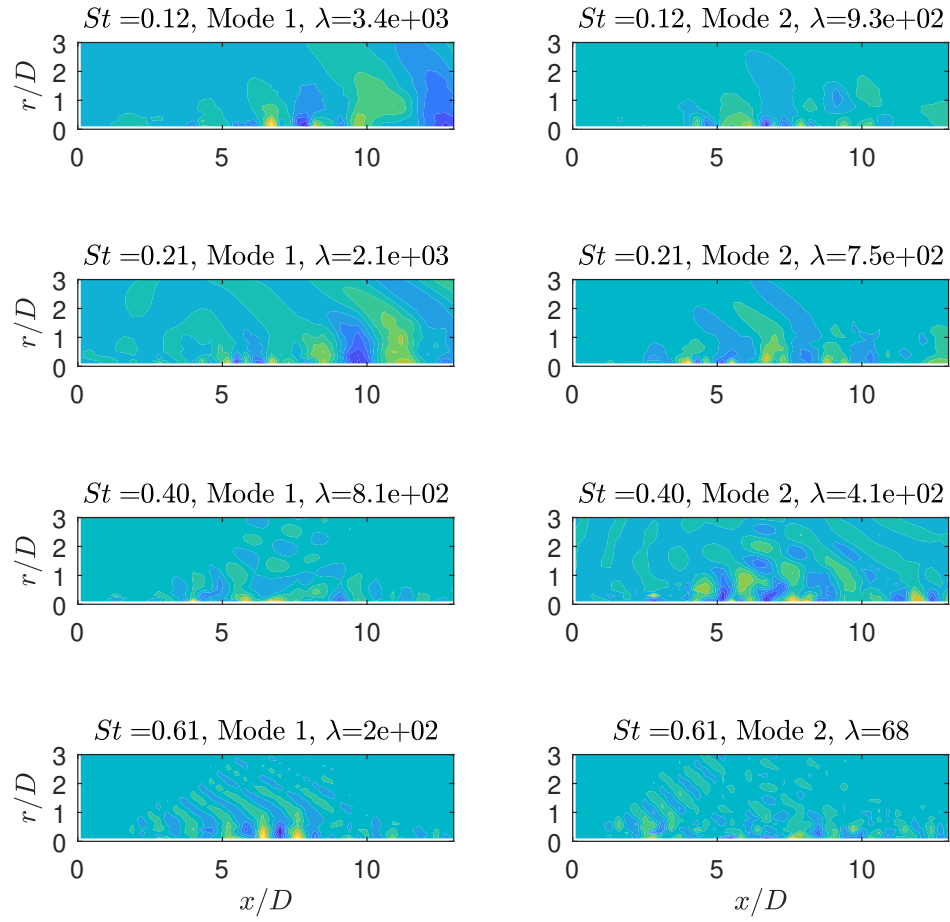 St =0.12, Mode 1, λ=3.4e+03
3
2
1
0
r/D
0 5 10
St =0.12, Mode 2, λ=9.3e+02
3
2
1
0
0 5 10
St =0.21, Mode 1, λ=2.1e+03
3
2
1
0
r/D
0 5 10
St =0.21, Mode 2, λ=7.5e+02
3
2
1
0
0 5 10
St =0.40, Mode 1, λ=8.1e+02
3
2
1
0
r/D
0 5 10
St =0.40, Mode 2, λ=4.1e+02
3
2
1
0
0 5 10
St =0.61, Mode 1, λ=2e+02
3
2
1
0
r/D
0 5 10
x/D
St =0.61, Mode 2, λ=68
3
2
1
0
0 5 10
x/D